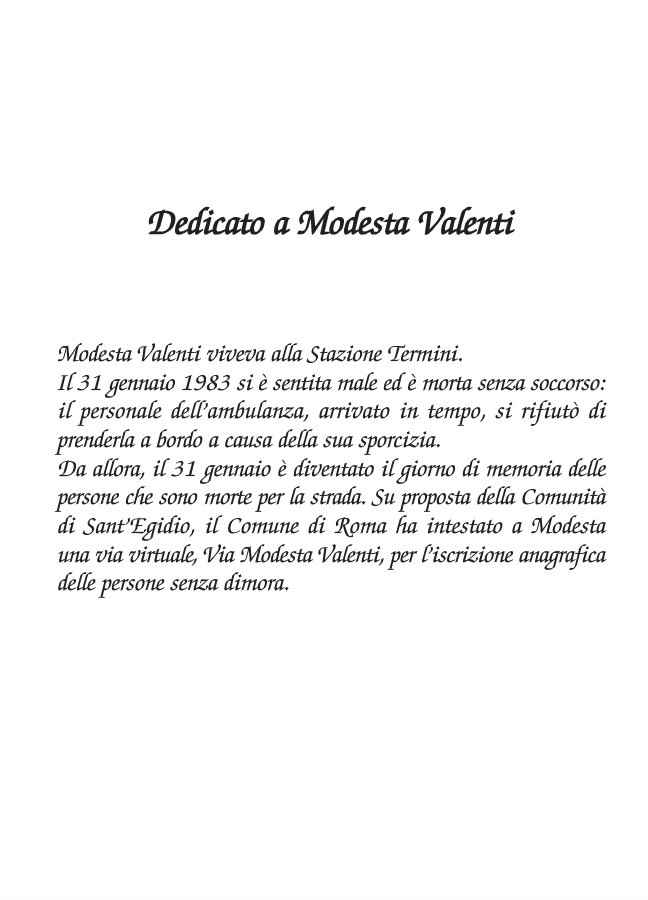 Dedicato a Modesta Valenti
Modesta Valenti viveva alla Stazione Termini.
Il 31 gennaio 1983 si è sentita male ed è morta senza soccorso:
il personale dell'ambulanza, arrivato in tempo, si rifiutò di
prenderla a bordo a causa della sua sporcizia.
Da allora, il 31 gennaio è diventato il giorno di memoria delle
persone che sono morte per la strada. Su proposta della Comunità
di Sant'Egidio, il Comune di Roma ha intestato a Modesta
una via virtuale, Via Modesta Valenti, per l'iscrizione anagrafica
delle persone senza dimora.